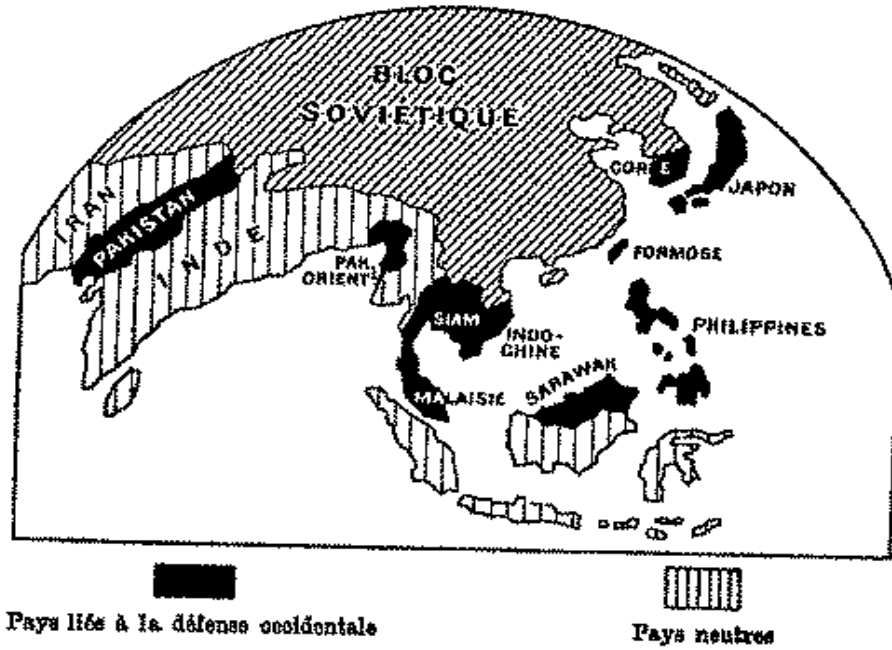 BLOC
SOVIÉTIQUE
CORÉE
JAPON
IRAN
PAKISTAN
INDE
PAK.
ORIENT
FORMOSE
SIAM
INDO-
CHINE
PHILIPPINES
MALAISIE
SARAWAK
Pays liés à la défense occidentale
Pays neutres